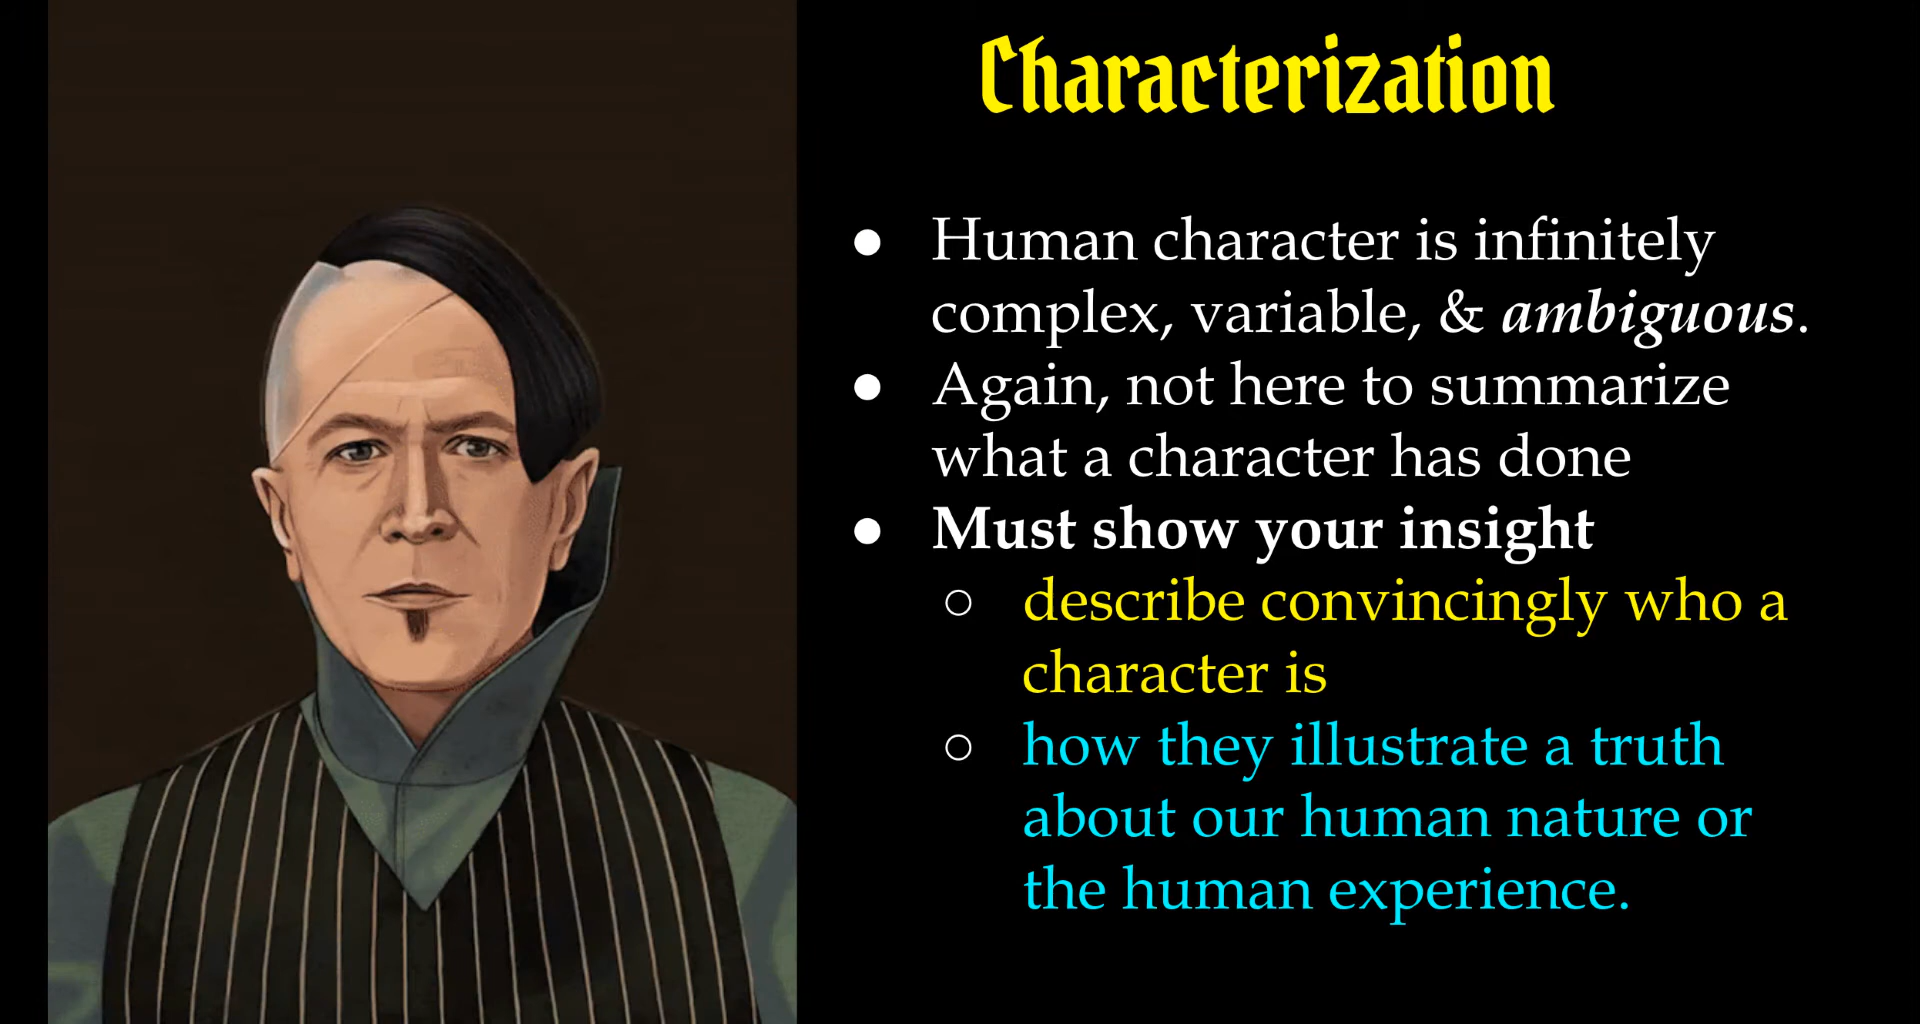 Characterization
● Human character is infinitely
complex, variable, & ambiguous.
● Again, not here to summarize
what a character has done
● Must show your insight
○ describe convincingly who a
character is
○ how they illustrate a truth
about our human nature or
the human experience.